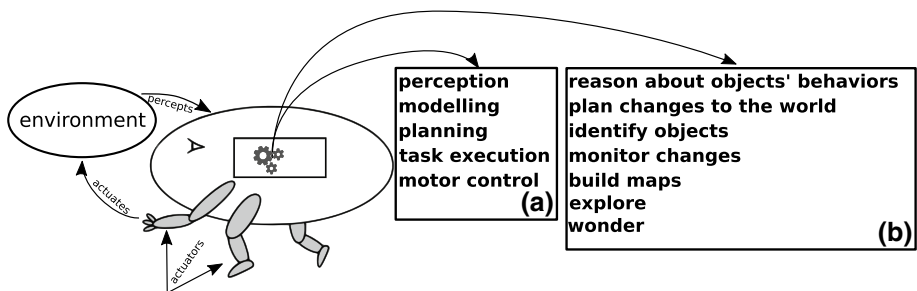 environment
percepts
actuates
actuators
perception
modelling
planning
task execution
motor control
(a)
reason about objects' behaviors
plan changes to the world
identify objects
monitor changes
build maps
explore
wonder
(b)